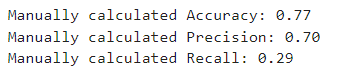 Manually calculated Accuracy: 0.77
Manually calculated Precision: 0.70
Manually calculated Recall: 0.29